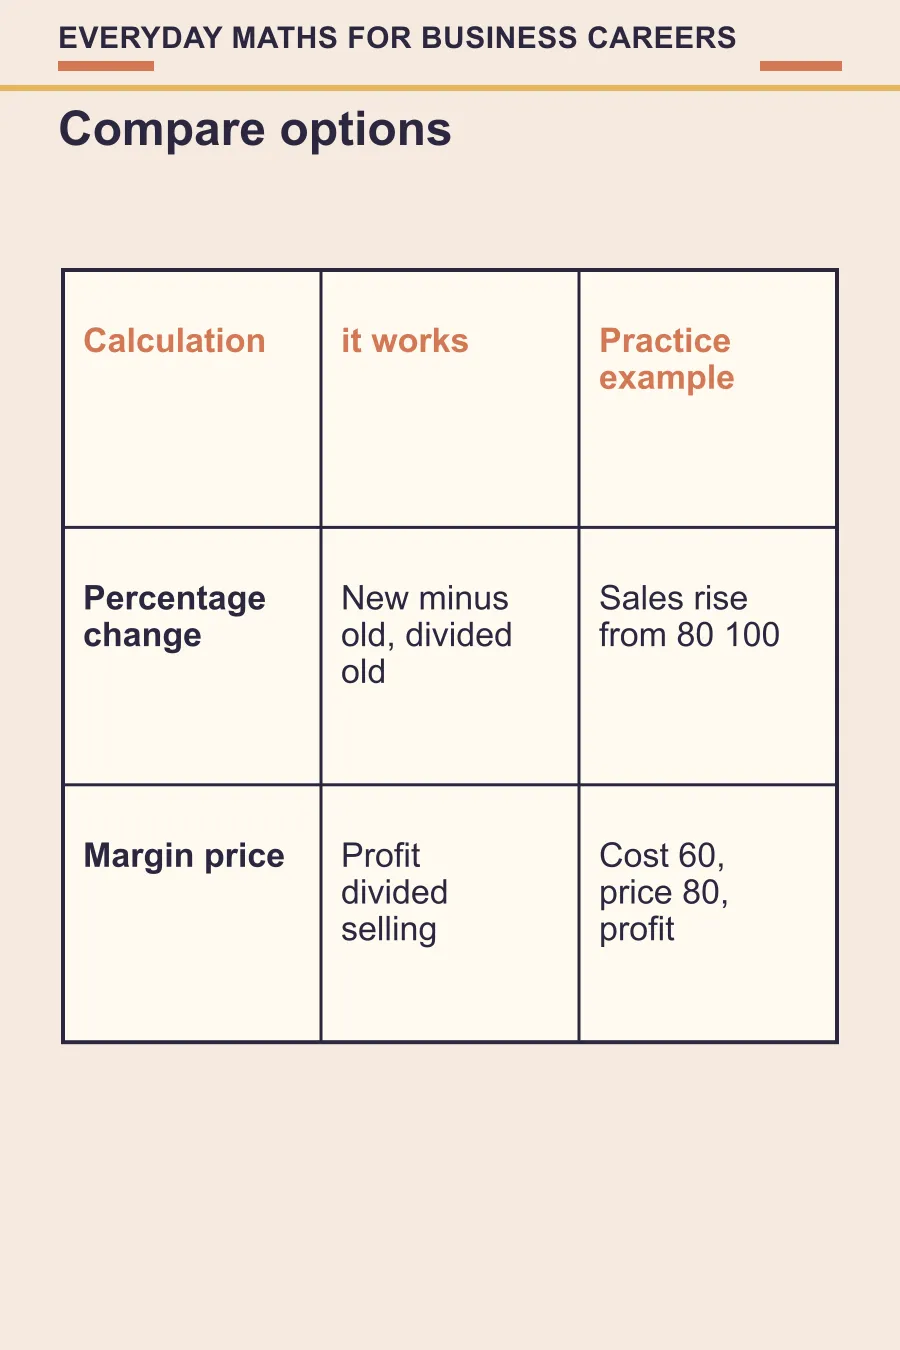 EVERYDAY MATHS FOR BUSINESS CAREERS
Compare options
Calculation
it works
Practice
example
Percentage
change
New minus
old, divided
old
Sales rise
from 80 100
Margin price
Profit
divided
selling
Cost 60,
price 80,
profit